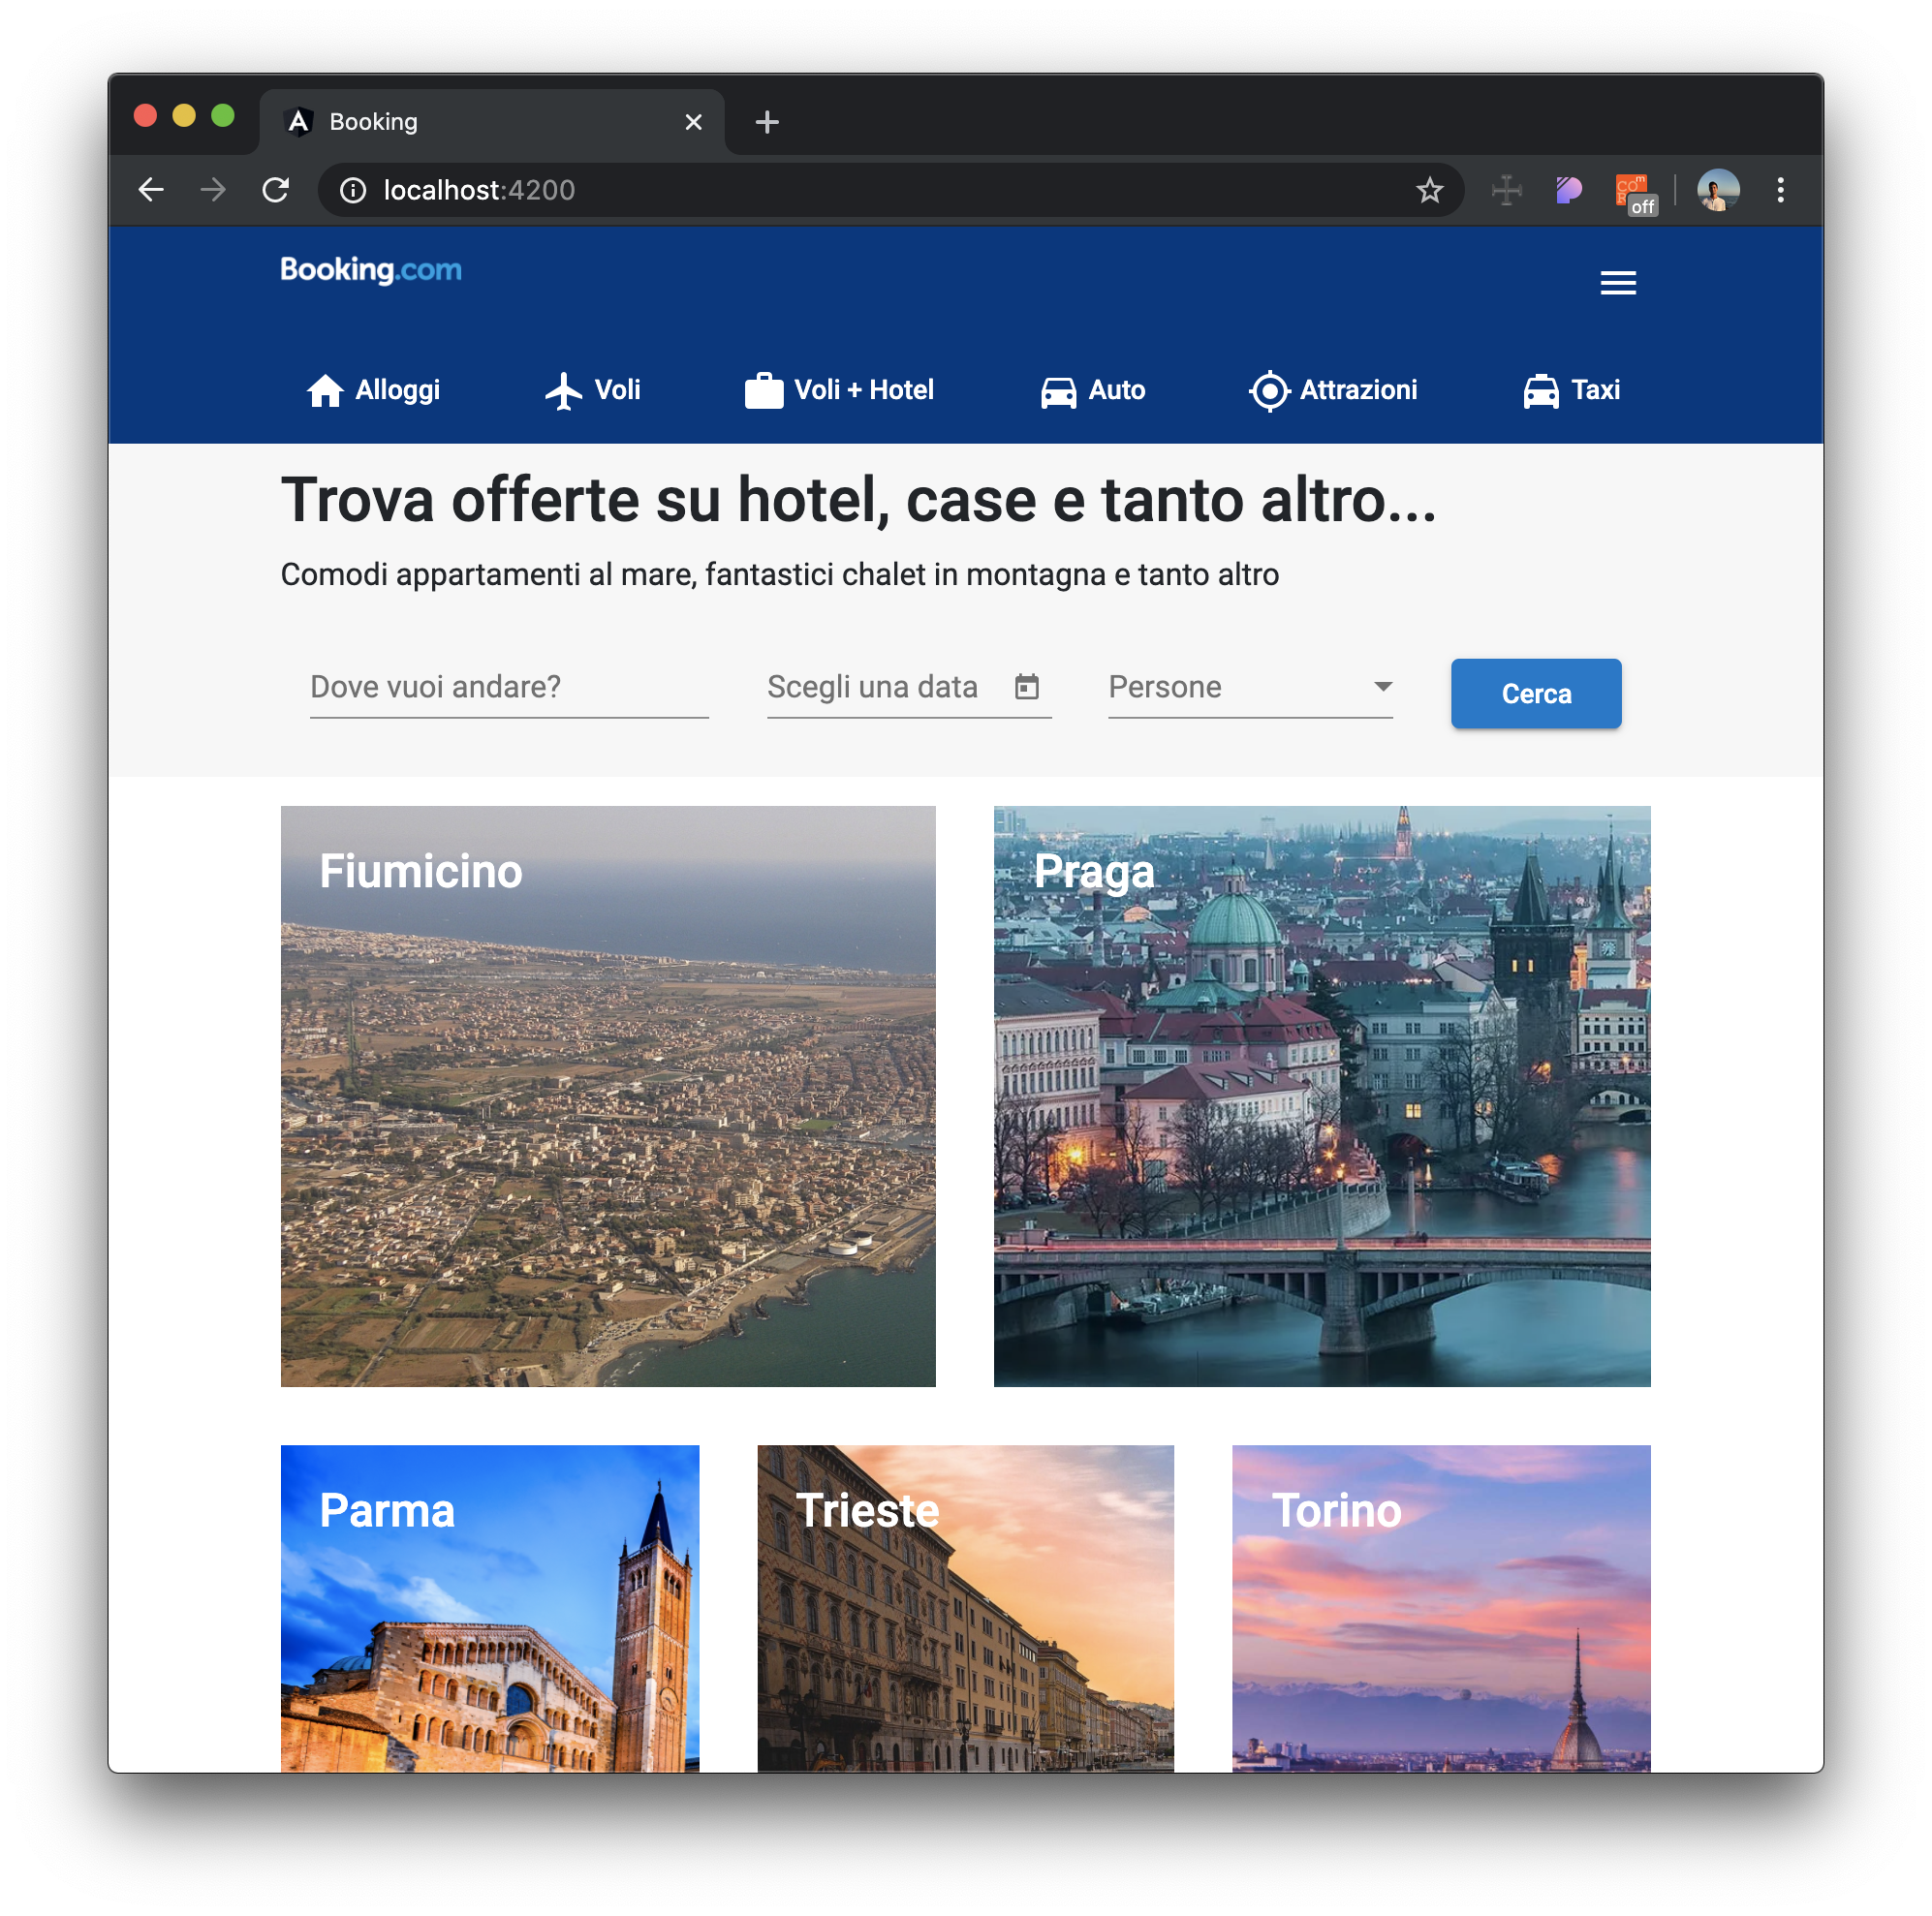 Booking
localhost:4200
off
Booking.com
Alloggi Voli Voli + Hotel Auto Attrazioni Taxi
Trova offerte su hotel, case e tanto altro...
Comodi appartamenti al mare, fantastici chalet in montagna e tanto altro
Dove vuoi andare? Scegli una data Persone Cerca
Fiumicino Praga
Parma Trieste Torino